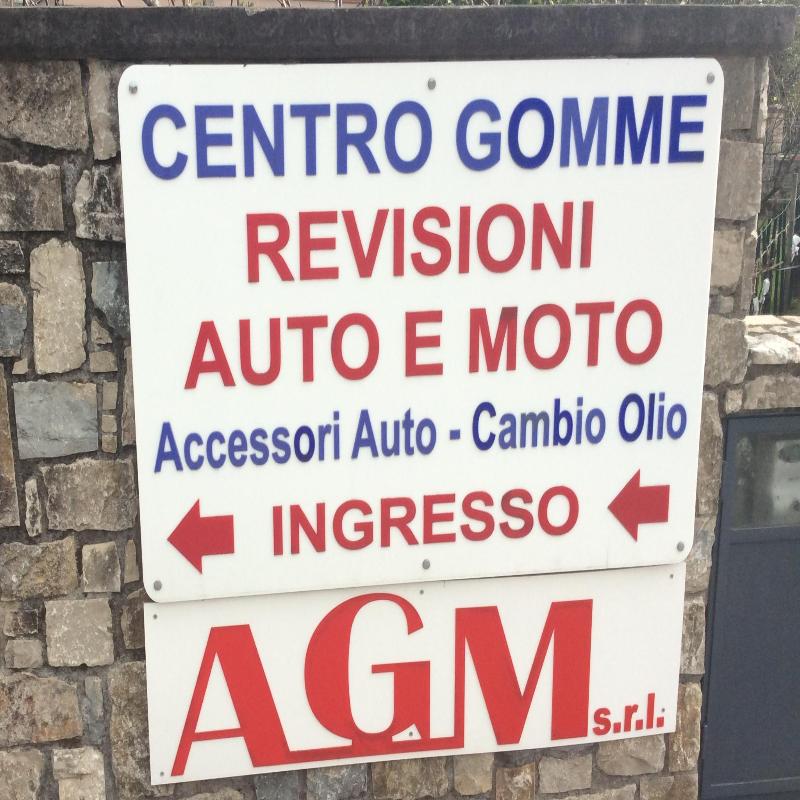 CENTRO GOMME
REVISIONI
AUTO E MOTO
Accessori Auto - Cambio Olio
INGRESSO
AGM s.r.l.